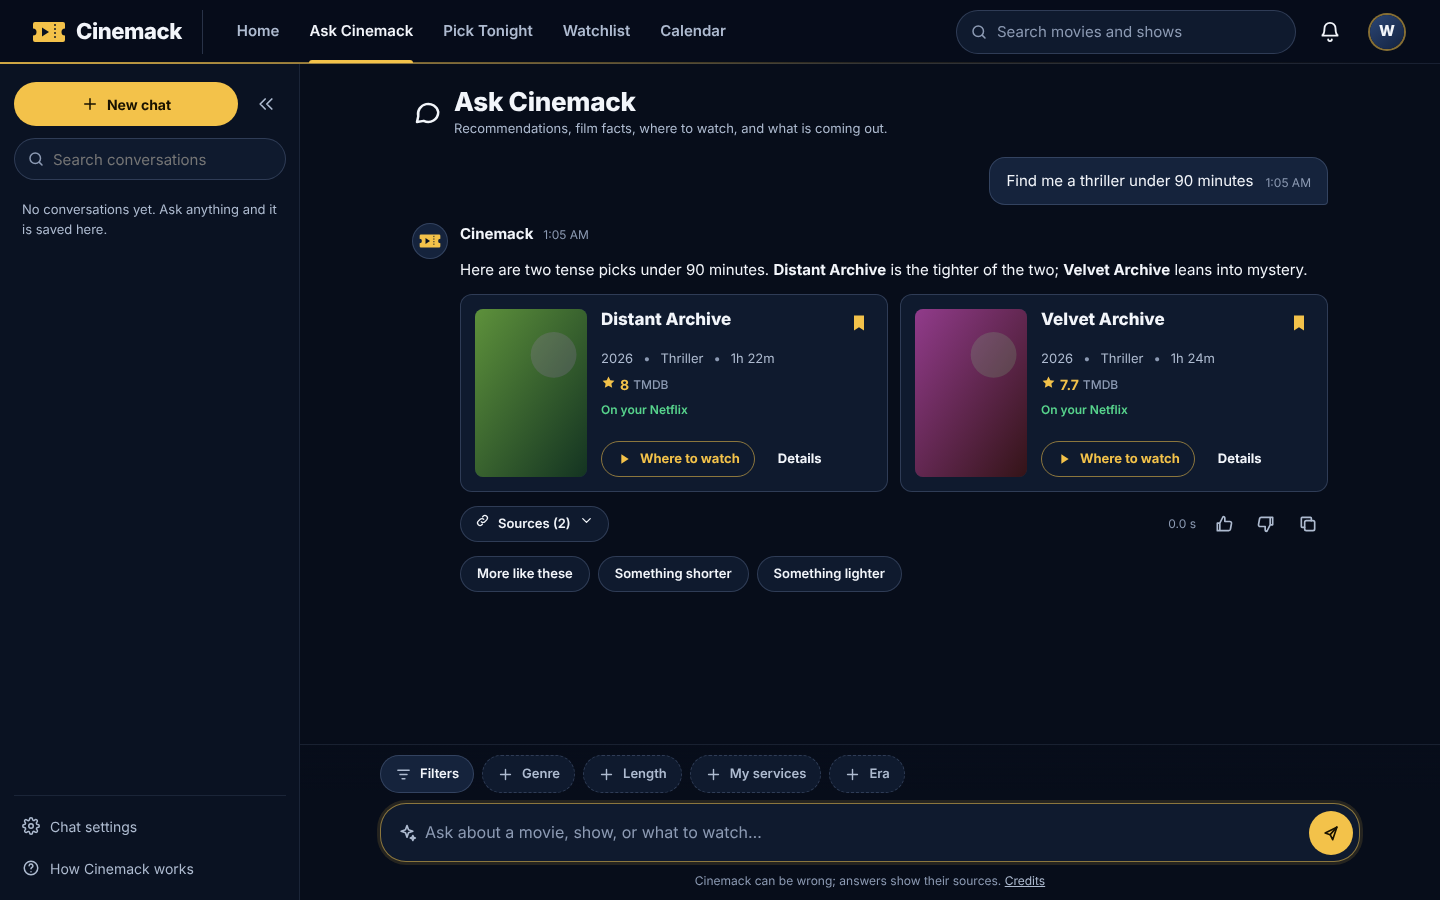 Cinemack
Home
Ask Cinemack
Pick Tonight
Watchlist
Calendar
Search movies and shows
W
New chat
Search conversations
No conversations yet. Ask anything and it
is saved here.
Chat settings
How Cinemack works
Ask Cinemack
Recommendations, film facts, where to watch, and what is coming out.
Find me a thriller under 90 minutes 1:05 AM
Cinemack 1:05 AM
Here are two tense picks under 90 minutes. Distant Archive is the tighter of the two; Velvet Archive leans into mystery.
Distant Archive
2026 • Thriller • 1h 22m
8 TMDB
On your Netflix
Where to watch
Details
Velvet Archive
2026 • Thriller • 1h 24m
7.7 TMDB
On your Netflix
Where to watch
Details
Sources (2)
0.0 s
More like these
Something shorter
Something lighter
Filters
Genre
Length
My services
Era
Ask about a movie, show, or what to watch...
Cinemack can be wrong; answers show their sources. Credits